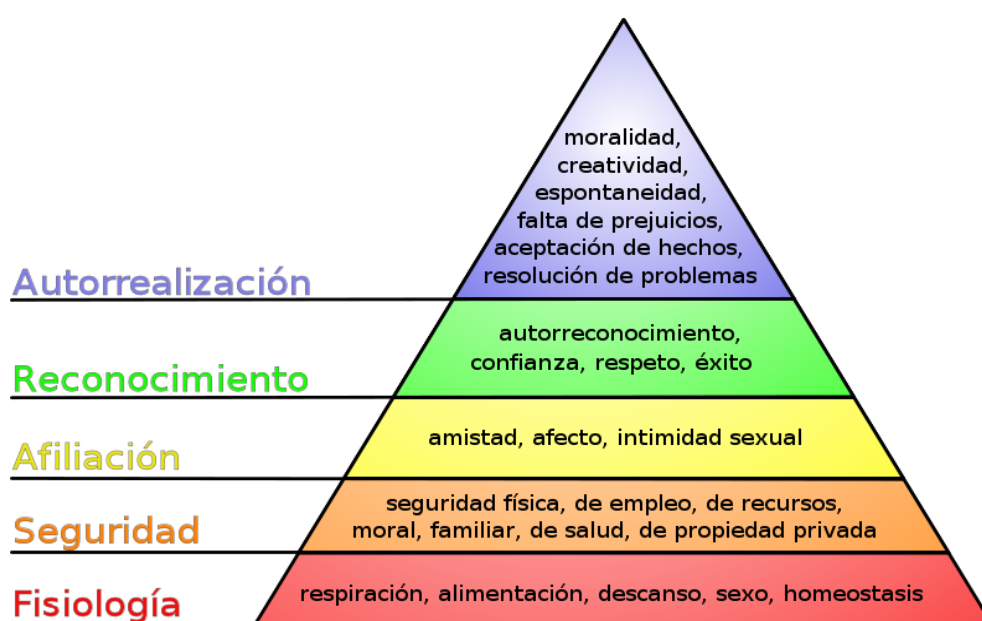 moralidad,
creatividad,
espontaneidad,
falta de prejuicios,
aceptación de hechos,
resolución de problemas
Autorrealización
autorreconocimiento,
confianza, respeto, éxito
Reconocimiento
amistad, afecto, intimidad sexual
Afiliación
seguridad física, de empleo, de recursos,
moral, familiar, de salud, de propiedad privada
Seguridad
respiración, alimentación, descanso, sexo, homeostasis
Fisiología